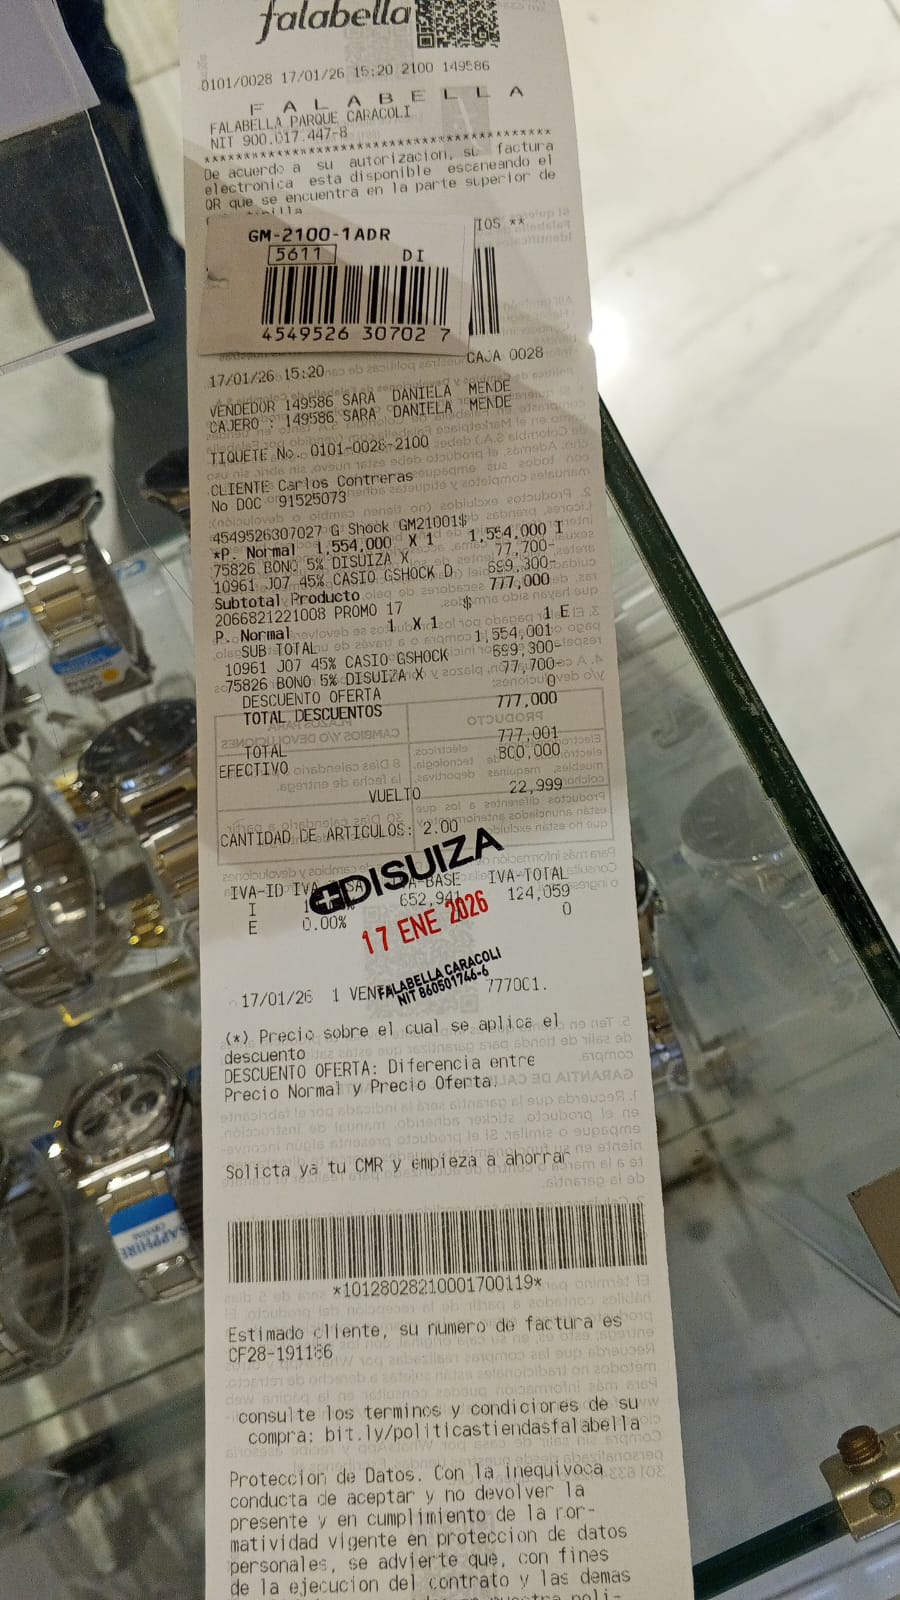 falabella
0101/0028 17/01/26 15:20 2100 149586
F A L A B E L L A
FALABELLA PARQUE CARACOLI
NIT 900.017.447-8
****************************************
De acuerdo a su autorizacion, su factura
electronica esta disponible escaneando el
QR que se encuentra en la parte superior de
IOS **
GM-2100-1ADR
5611 DI
4549526 307027
CAJA 0028
17/01/26 15:20
VENDEDOR 149586 SARA DANIELA MENDE
CAJERO : 149586 SARA DANIELA MENDE
TIQUETE No. 0101-0028-2100
CLIENTE Carlos Contreras
No DOC 91525073
4549526307027 G Shock GM21001$
*P. Normal 1,554,000 X 1 1,554,000 I
75826 BONO 5% DISUIZA X 77,700-
10961 J07 45% CASIO GSHOCK D 699,300-
Subtotal Producto 777,000
2066821221008 PROMO 17 $
P. Normal 1 X 1 1 E
SUB TOTAL 1,554,001
10961 J07 45% CASIO GSHOCK 699,300-
75826 BONO 5% DISUIZA X 77,700-
DESCUENTO OFERTA 0
TOTAL DESCUENTOS 777,000
TOTAL 777,001
EFECTIVO 800,000
VUELTO 22,999
CANTIDAD DE ARTIGULOS: 2.00
DISUIZA
IVA-ID IVA BASE IVA-TOTAL
I 652,941 124,059
E 0.00% 0
17 ENE 2026
FALABELLA CARACOLI
NIT 860501746-6
17/01/26 1 VEN 777001.
(*) Precio sobre el cual se aplica el
descuento
DESCUENTO OFERTA: Diferencia entre
Precio Normal y Precio Oferta.
Solicta ya tu CMR y empieza a ahorrar
*10128028210001700119*
Estimado cliente, su numero de factura es
CF28-191186
consulte los terminos y condiciores de su
compra: bit.ly/politicastiendasfalabella
Proteccion de Datos. Con la inequivoca
conducta de aceptar y no devolver la
presente y en cumplimiento de la ror-
matividad vigente en proteccion de datos
personales, se advierte que, con fines
de la ejecucion del contrato y las demas
SAPPHIRE